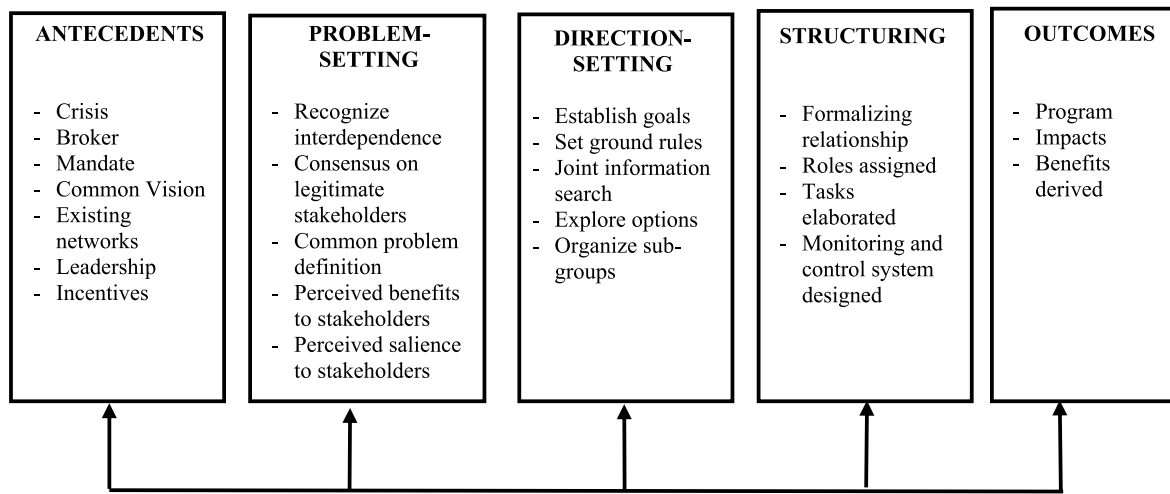 ANTECEDENTS
- Crisis
- Broker
- Mandate
- Common Vision
- Existing
networks
- Leadership
- Incentives
PROBLEM-
SETTING
- Recognize
interdependence
- Consensus on
legitimate
stakeholders
- Common problem
definition
- Perceived benefits
to stakeholders
- Perceived salience
to stakeholders
DIRECTION-
SETTING
- Establish goals
- Set ground rules
- Joint information
search
- Explore options
- Organize sub-
groups
STRUCTURING
- Formalizing
relationship
- Roles assigned
- Tasks
elaborated
- Monitoring and
control system
designed
OUTCOMES
- Program
- Impacts
- Benefits
derived